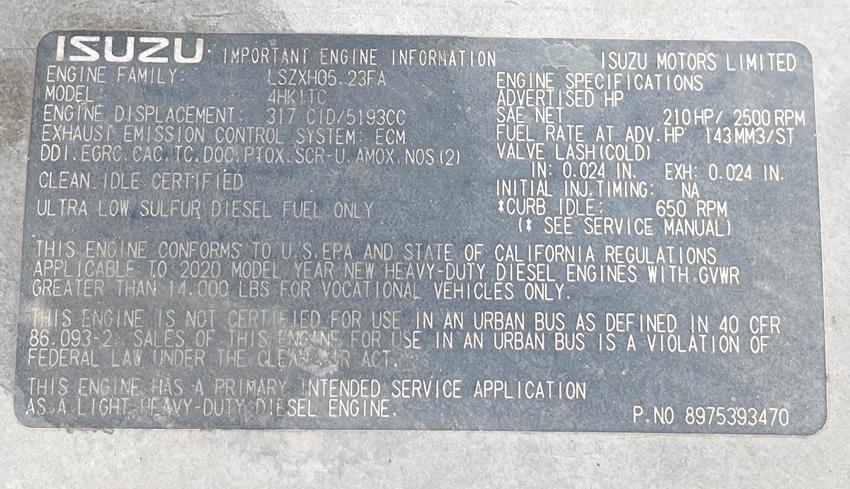 ISUZU IMPORTANT ENGINE INFORMATION ISUZU MOTORS LIMITED
ENGINE FAMILY: LSZXH05.23FA
MODEL: 4HK1TC
ENGINE DISPLACEMENT: 317 CID/5193CC
EXHAUST EMISSION CONTROL SYSTEM: ECM
DDI.EGRC.CAC.TC.DOC.PTOX.SCR-U.AMOX.NOS(2)
CLEAN IDLE CERTIFIED
ULTRA LOW SULFUR DIESEL FUEL ONLY
ENGINE SPECIFICATIONS
ADVERTISED HP
SAE NET 210HP/2500RPM
FUEL RATE AT ADV.HP 143MM3/ST
VALVE LASH(COLD)
IN: 0.024 IN. EXH: 0.024 IN.
INITIAL INJ.TIMING: NA
*CURB IDLE: 650 RPM
(* SEE SERVICE MANUAL)
THIS ENGINE CONFORMS TO U.S.EPA AND STATE OF CALIFORNIA REGULATIONS
APPLICABLE TO 2020 MODEL YEAR NEW HEAVY-DUTY DIESEL ENGINES WITH GVWR
GREATER THAN 14.000 LBS FOR VOCATIONAL VEHICLES ONLY.
THIS ENGINE IS NOT CERTIFIED FOR USE IN AN URBAN BUS AS DEFINED IN 40 CFR
86.093-2. SALES OF THIS ENGINE FOR USE IN AN URBAN BUS IS A VIOLATION OF
FEDERAL LAW UNDER THE CLEAN AIR ACT.
THIS ENGINE HAS A PRIMARY INTENDED SERVICE APPLICATION
AS A LIGHT-HEAVY-DUTY DIESEL ENGINE.
P.NO 8975393470